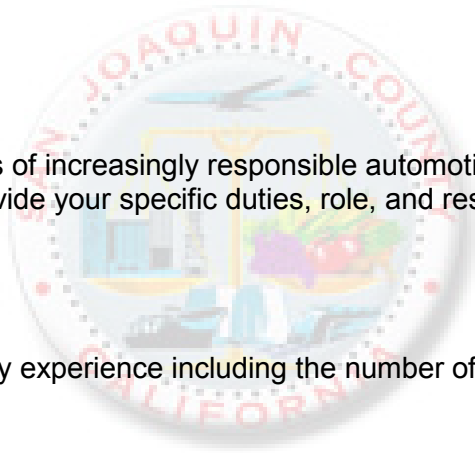 SAN JOAQUIN COUNTY
s of increasingly responsible automoti
vide your specific duties, role, and res
y experience including the number of
CALIFORNIA